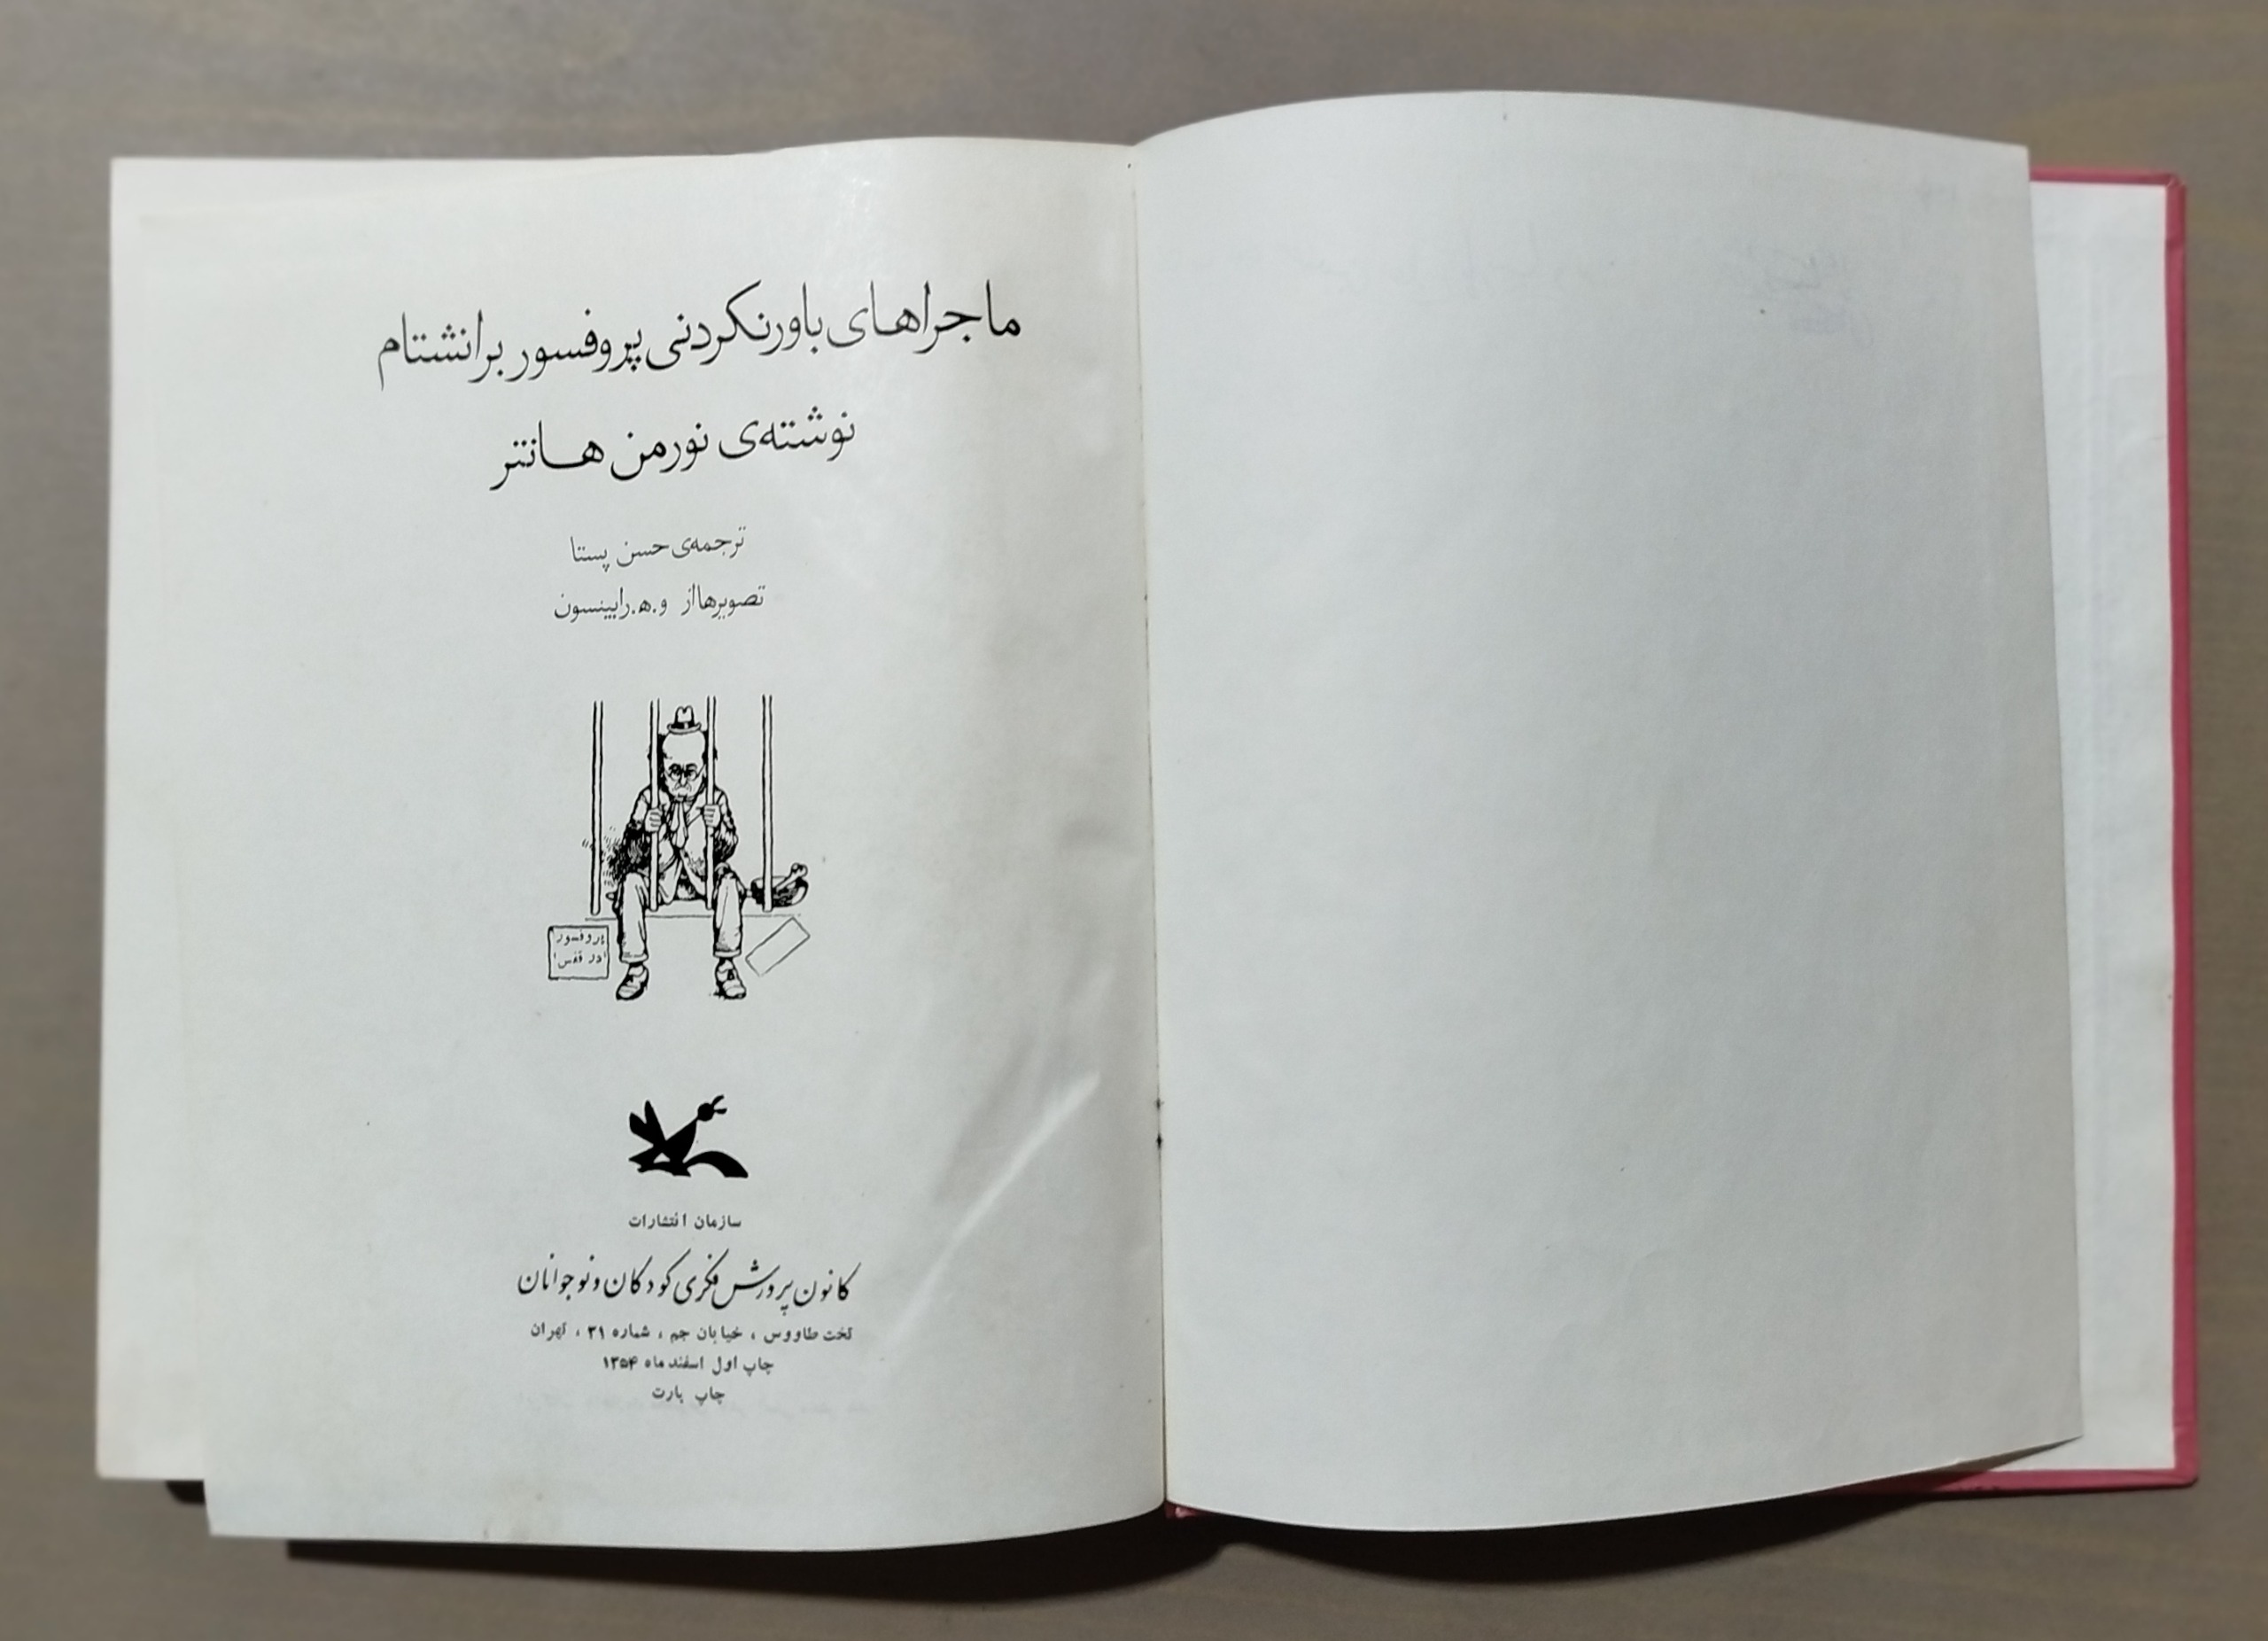 ماجراهای باورنکردنی پروفسور برانشتام
نوشته‌ی نورمن هانتر
ترجمه‌ی حسن پستا
تصویرها از و.ه.رابینسون
پروفسور
در قفس
سازمان انتشارات
کانون پرورش فکری کودکان و نوجوانان
تخت طاووس ، خیابان جم ، شماره ۳۱ ، تهران
چاپ اول اسفند ماه ۱۳۵۴
چاپ پارت